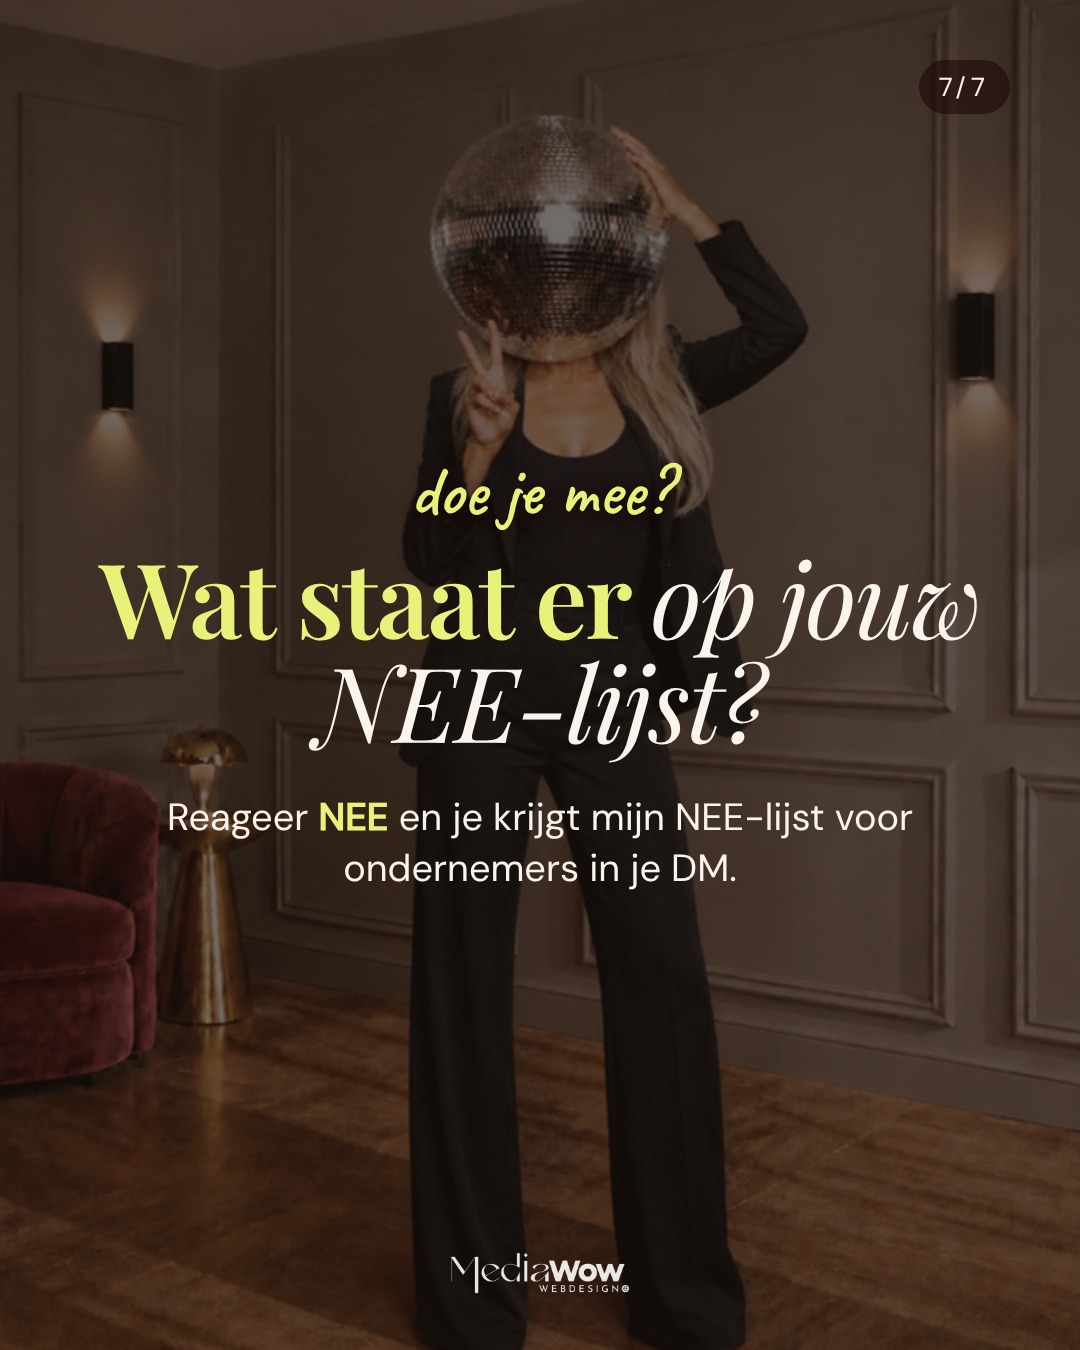 7/7
doe je mee?
Wat staat er op jouw
NEE-lijst?
Reageer NEE en je krijgt mijn NEE-lijst voor
ondernemers in je DM.
MediaWow
WEBDESIGN